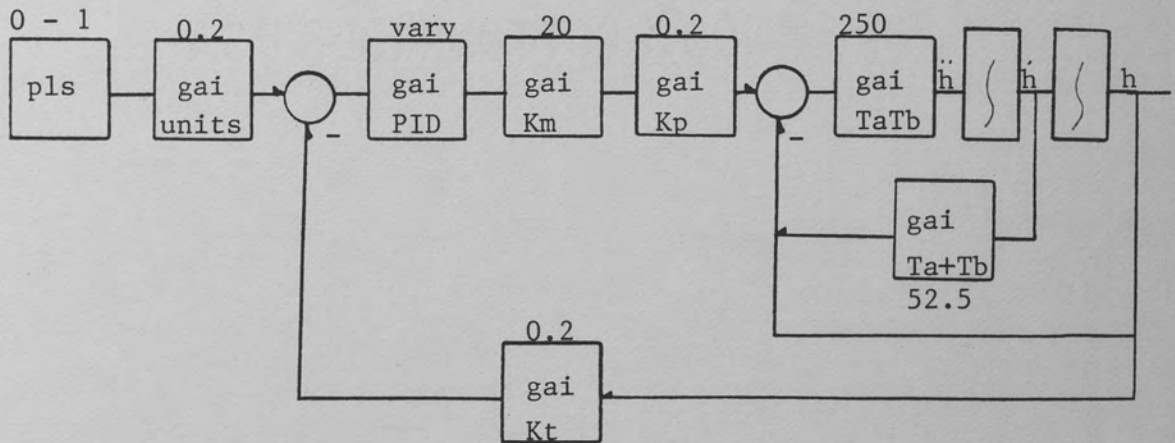 0 - 1
pls
0.2
gai
units
-
vary
gai
PID
20
gai
Km
0.2
gai
Kp
-
250
gai
TaTb
ḧ
ḣ
h
gai
Ta+Tb
52.5
0.2
gai
Kt